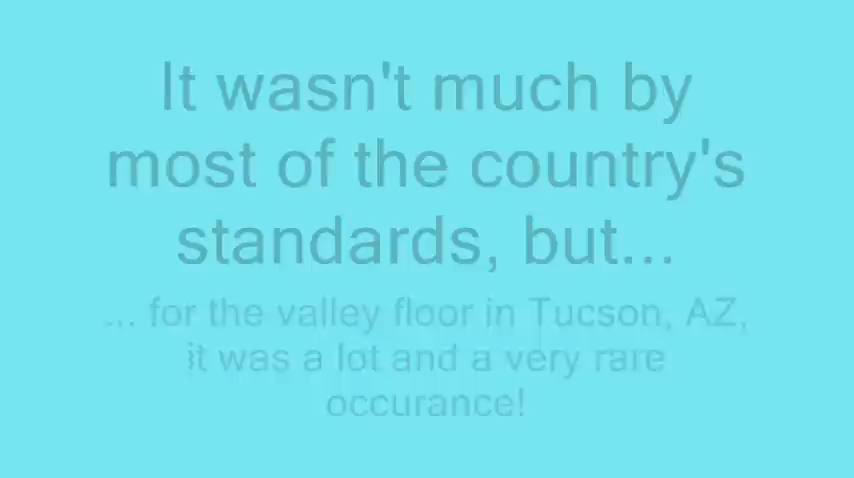 It wasn't much by
most of the country's
standards, but...
... for the valley floor in Tucson, AZ,
it was a lot and a very rare
occurance!